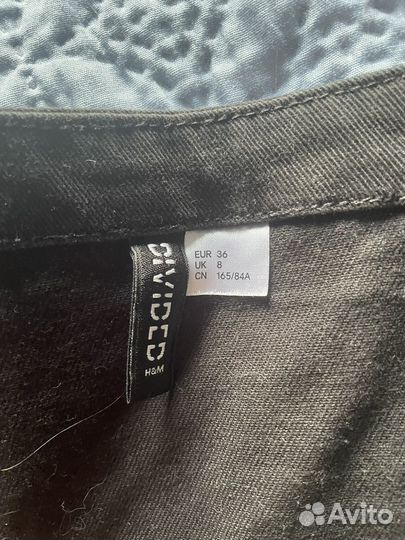 DIVIDED
H&M
EUR 36
UK 8
CN 165/84A
Avito